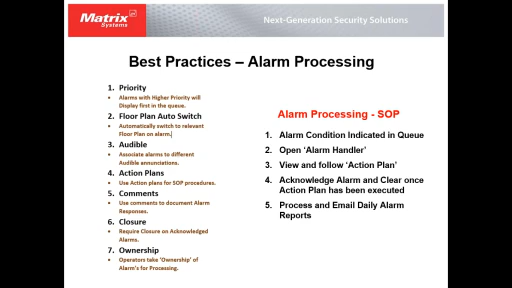 Matrix
Systems
Next-Generation Security Solutions
Best Practices – Alarm Processing
1. Priority
• Alarms with Higher Priority will
Display first in the queue.
2. Floor Plan Auto Switch
• Automatically switch to relevant
Floor Plan on alarm.
3. Audible
• Associate alarms to different
Audible annunciations.
4. Action Plans
• Use Action plans for SOP procedures.
5. Comments
• Use comments to document Alarm
Responses.
6. Closure
• Require Closure on Acknowledged
Alarms.
7. Ownership
• Operators take 'Ownership' of
Alarm's for Processing.
Alarm Processing - SOP
1. Alarm Condition Indicated in Queue
2. Open 'Alarm Handler'
3. View and follow 'Action Plan'
4. Acknowledge Alarm and Clear once
Action Plan has been executed
5. Process and Email Daily Alarm
Reports